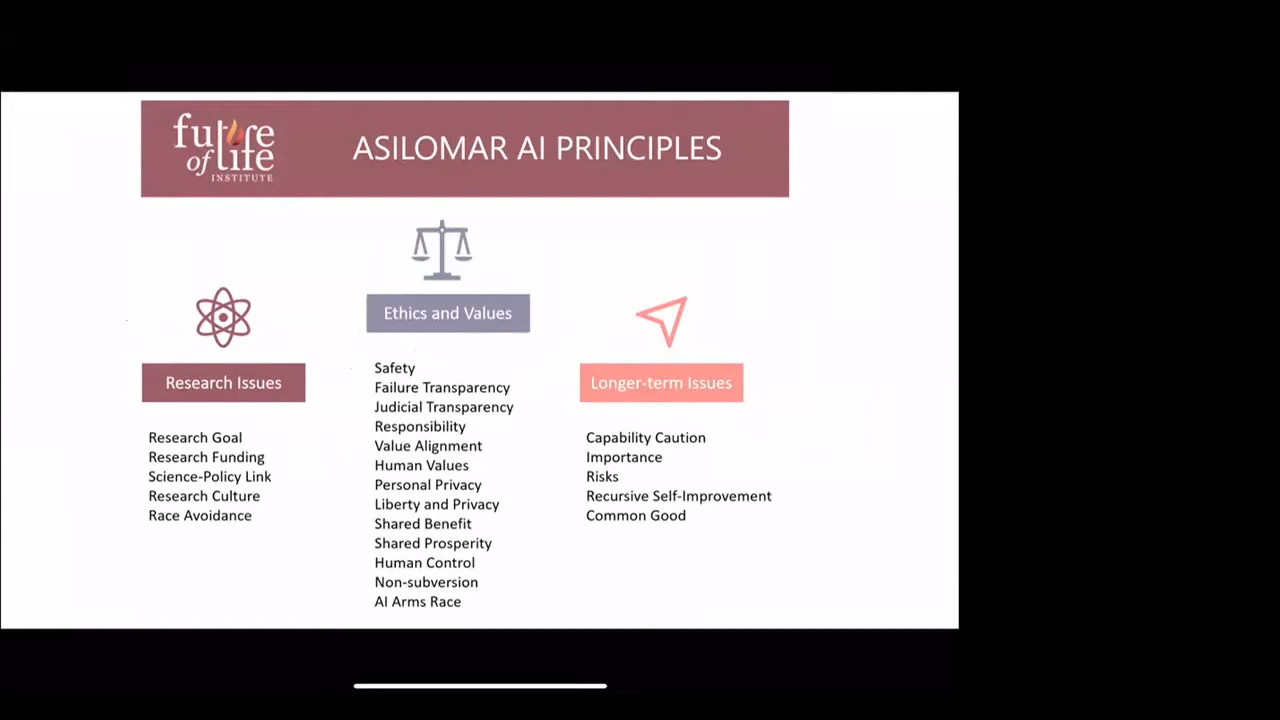 future
of life
INSTITUTE
ASILOMAR AI PRINCIPLES
Research Issues
Research Goal
Research Funding
Science-Policy Link
Research Culture
Race Avoidance
Ethics and Values
Safety
Failure Transparency
Judicial Transparency
Responsibility
Value Alignment
Human Values
Personal Privacy
Liberty and Privacy
Shared Benefit
Shared Prosperity
Human Control
Non-subversion
AI Arms Race
Longer-term Issues
Capability Caution
Importance
Risks
Recursive Self-Improvement
Common Good